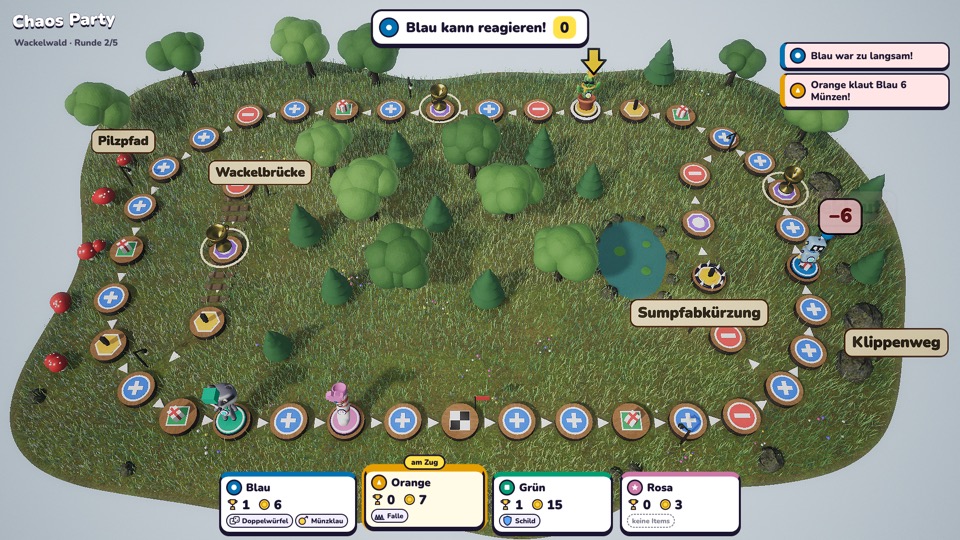 Chaos Party
Wackelwald · Runde 2/5
Blau kann reagieren! 0
Blau war zu langsam!
Orange klaut Blau 6
Münzen!
Pilzpfad
Wackelbrücke
−6
Sumpfabkürzung
Klippenweg
am Zug
Blau
1 6
Doppelwürfel
Münzklau
Orange
0 7
Falle
Grün
1 15
Schild
Rosa
0 3
keine Items